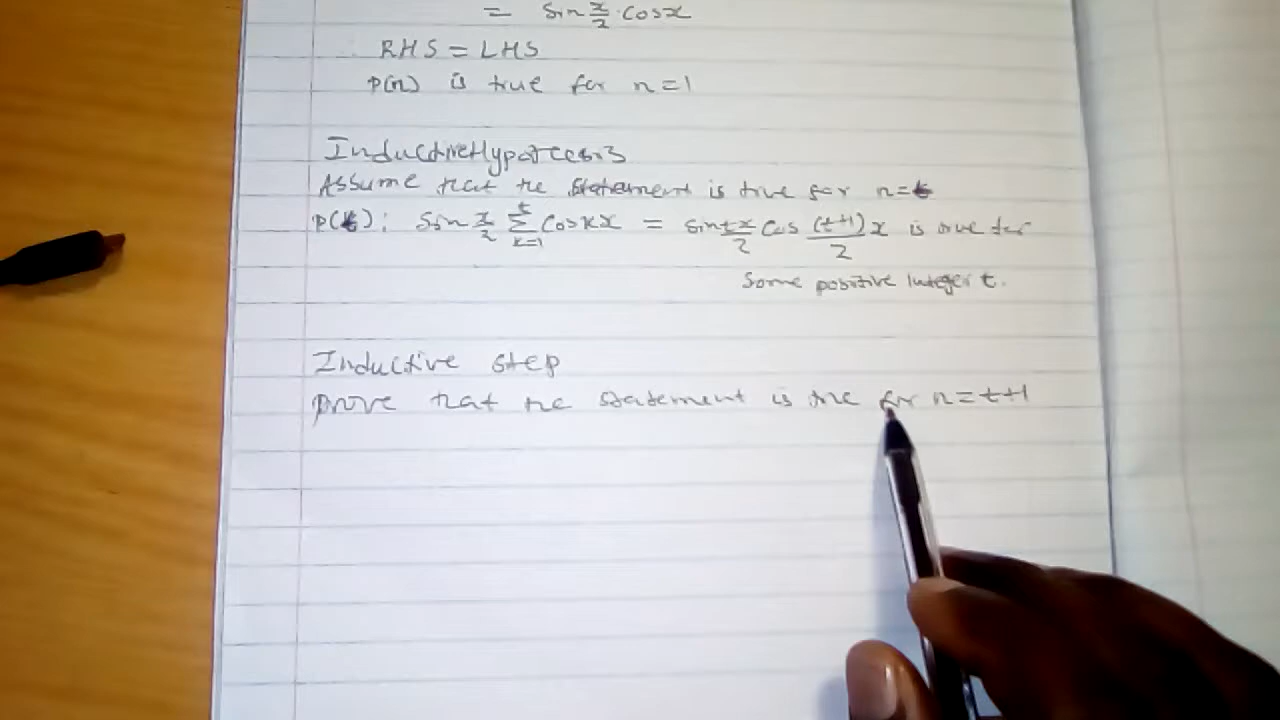 = Sin x/2 · Cosx
RHS = LHS
P(n) is true for n=1
Inductive Hypothesis
Assume that the statement is true for n=t
P(t): Sin x/2 ∑_{k=1}^{t} Cos kx = sin tx/2 Cos (t+1)/2 x is true for
Some positive integer t.
Inductive step
Prove that the statement is true for n=t+1